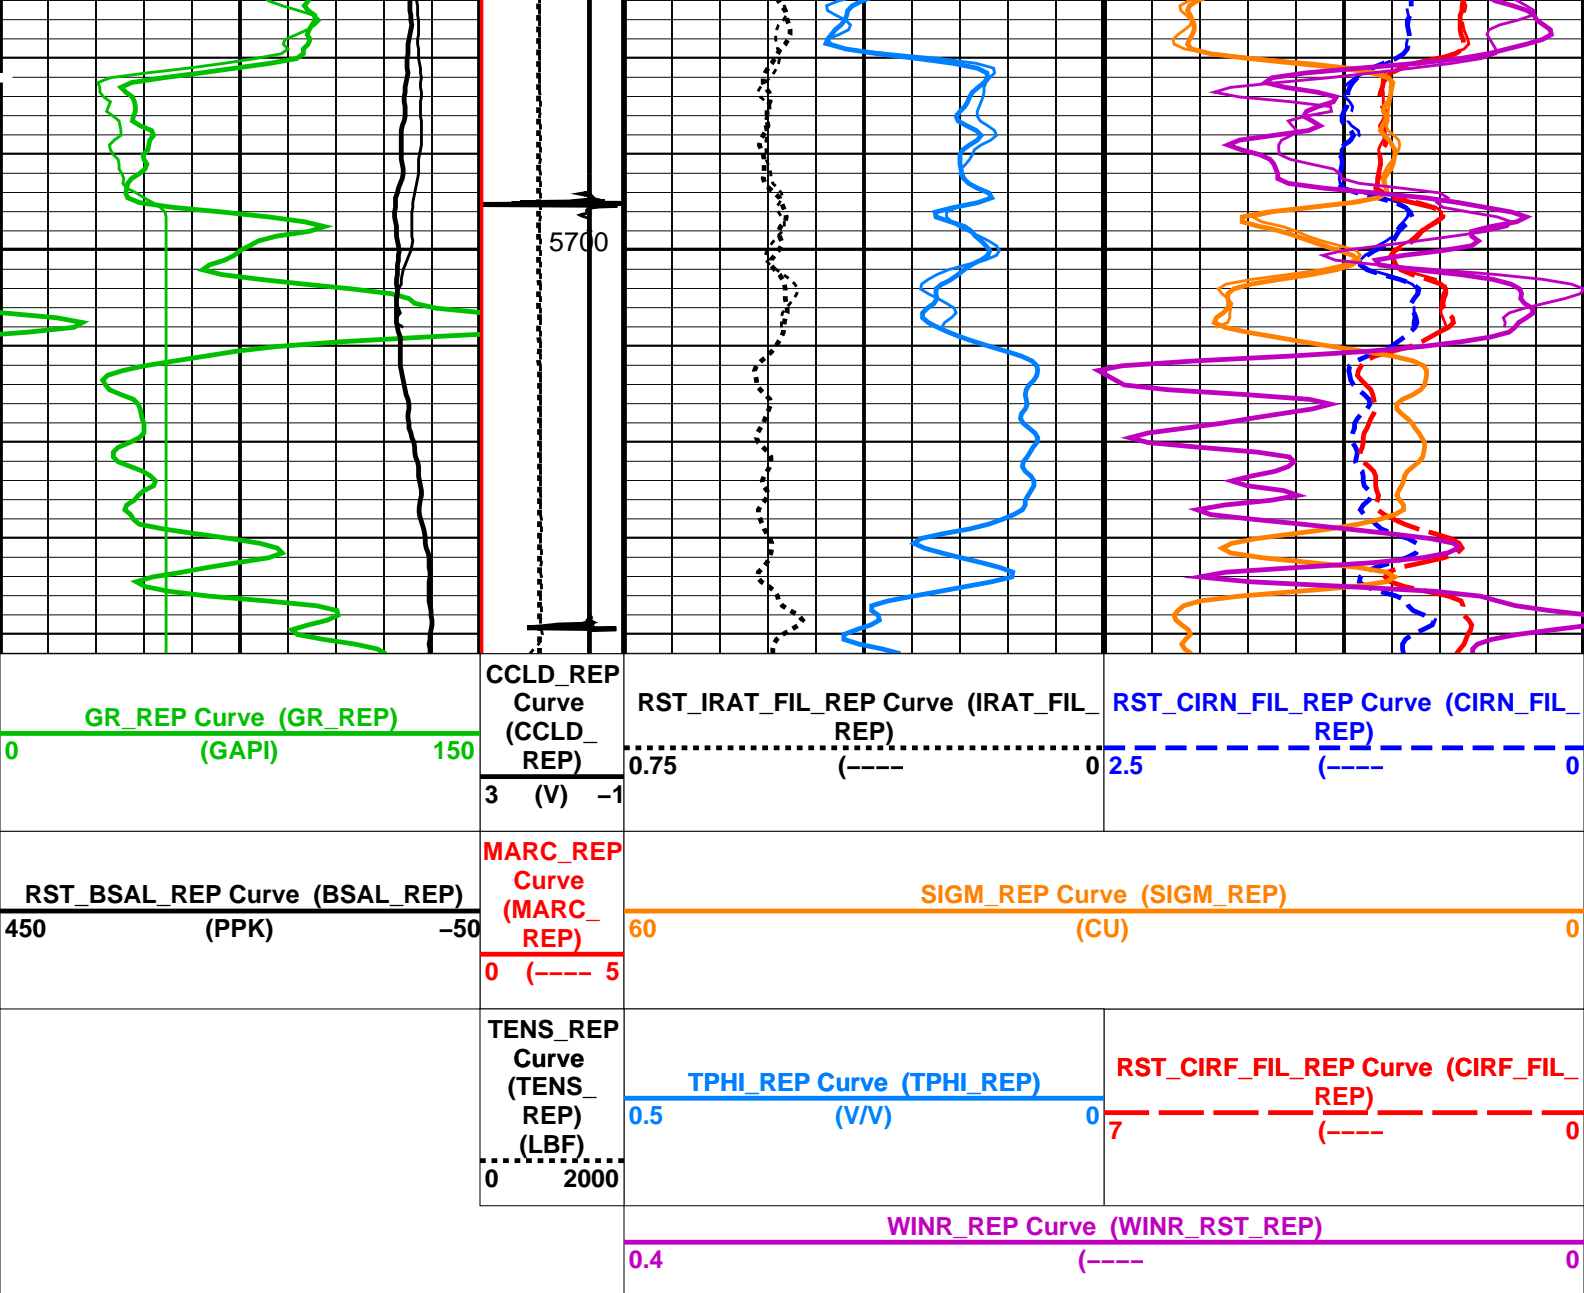 5700
GR_REP Curve (GR_REP)
0 (GAPI) 150
CCLD_REP
Curve
(CCLD_
REP)
3 (V) −1
RST_IRAT_FIL_REP Curve (IRAT_FIL_
REP)
0.75 (−−−− 0
RST_CIRN_FIL_REP Curve (CIRN_FIL_
REP)
2.5 (−−−− 0
RST_BSAL_REP Curve (BSAL_REP)
450 (PPK) −50
MARC_REP
Curve
(MARC_
REP)
0 (−−−− 5
SIGM_REP Curve (SIGM_REP)
60 (CU) 0
TENS_REP
Curve
(TENS_
REP)
(LBF)
0 2000
TPHI_REP Curve (TPHI_REP)
0.5 (V/V) 0
RST_CIRF_FIL_REP Curve (CIRF_FIL_
REP)
7 (−−−− 0
WINR_REP Curve (WINR_RST_REP)
0.4 (−−−− 0